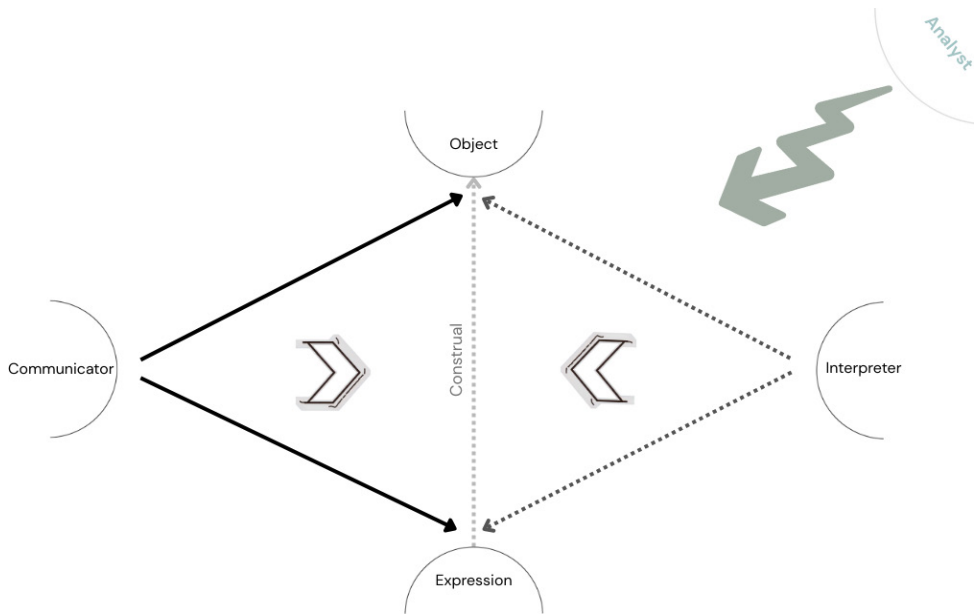 Analyst
Object
Construal
Communicator
Interpreter
Expression